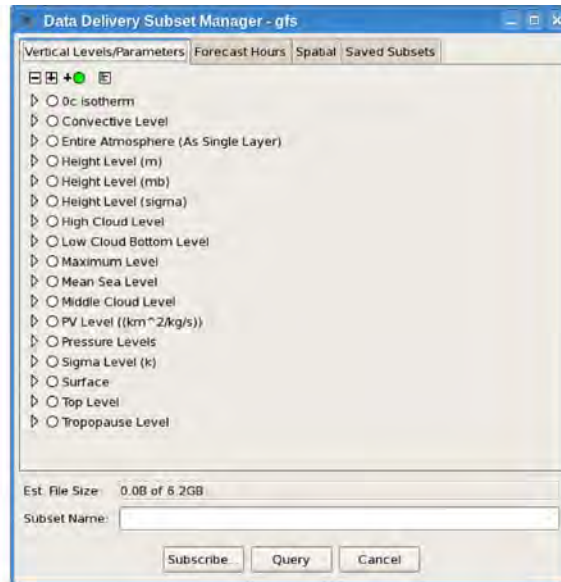 Data Delivery Subset Manager - gfs
Vertical Levels/Parameters Forecast Hours Spatial Saved Subsets
0c isotherm
Convective Level
Entire Atmosphere (As Single Layer)
Height Level (m)
Height Level (mb)
Height Level (sigma)
High Cloud Level
Low Cloud Bottom Level
Maximum Level
Mean Sea Level
Middle Cloud Level
PV Level ((km^2/kg/s))
Pressure Levels
Sigma Level (k)
Surface
Top Level
Tropopause Level
Est. File Size: 0.0B of 6.2GB
Subset Name:
Subscribe... Query Cancel